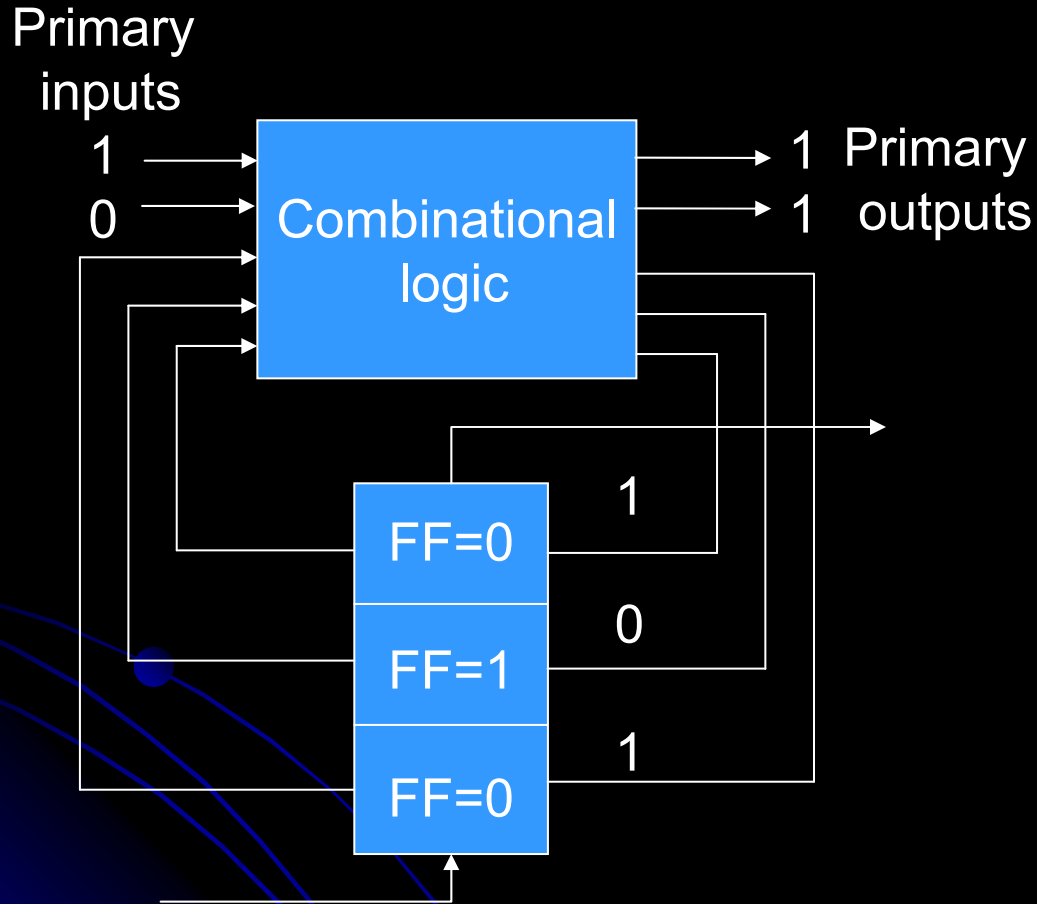 Primary
inputs
1
0
Combinational
logic
1 Primary
1 outputs
1
FF=0
0
FF=1
1
FF=0